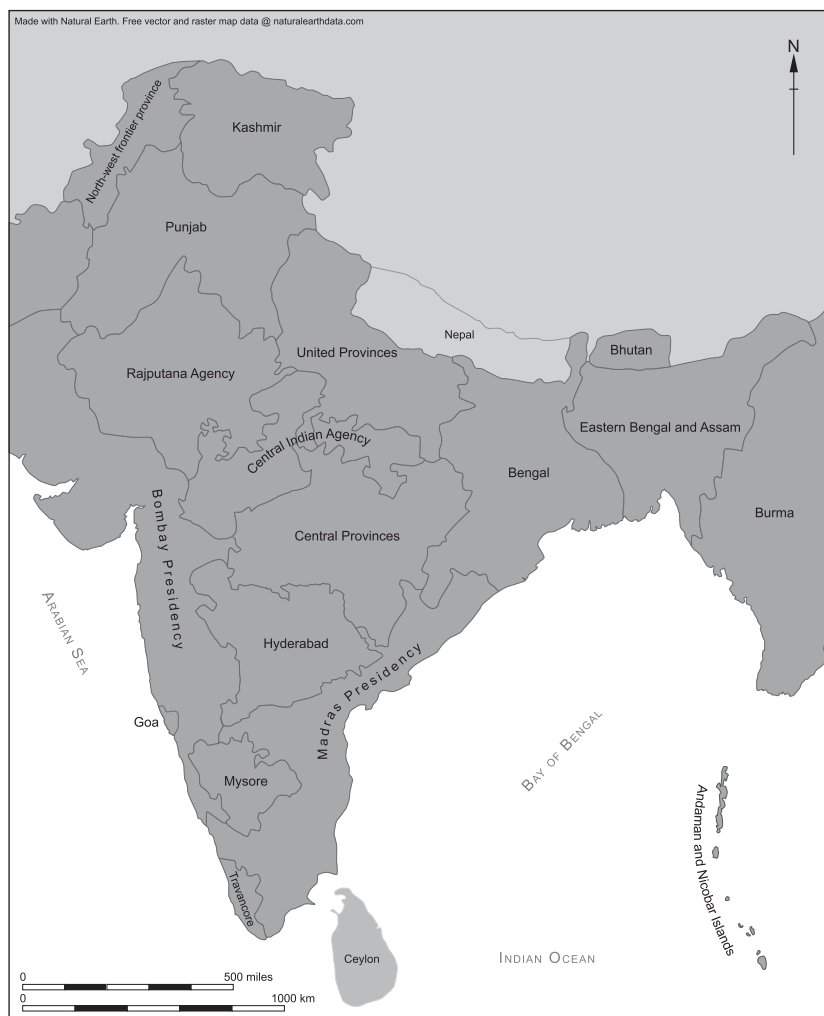 Made with Natural Earth. Free vector and raster map data @ naturalearthdata.com
N
North-west frontier province
Kashmir
Punjab
Nepal
United Provinces
Bhutan
Rajputana Agency
Eastern Bengal and Assam
Central Indian Agency
Bengal
Bombay Presidency
Burma
Central Provinces
Arabian Sea
Hyderabad
Madras Presidency
Goa
Bay of Bengal
Mysore
Andaman and Nicobar Islands
Travancore
Ceylon
Indian Ocean
0 500 miles
0 1000 km